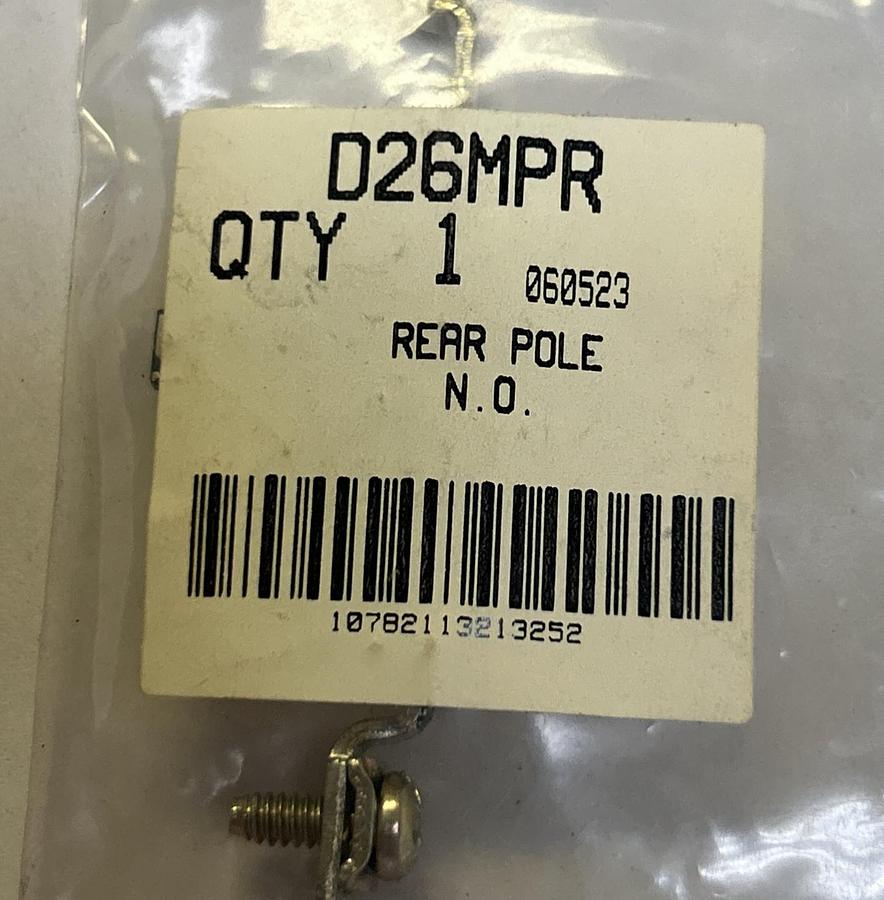 D26MPR
QTY 1 060523
REAR POLE
N.O.
10782113213252